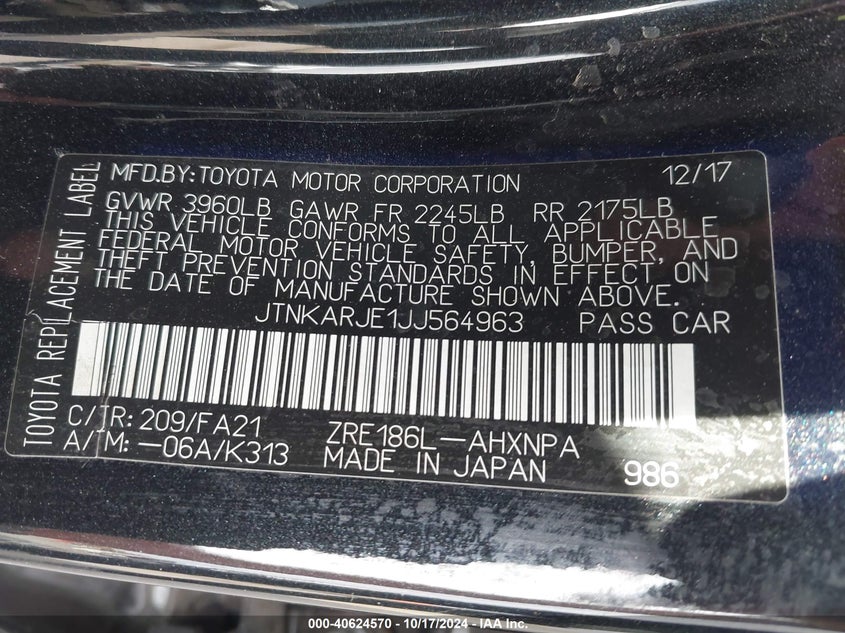 TOYOTA REPLACEMENT LABEL
MFD.BY:TOYOTA MOTOR CORPORATION 12/17
GVWR 3960LB GAWR FR 2245LB RR 2175LB
THIS VEHICLE CONFORMS TO ALL APPLICABLE
FEDERAL MOTOR VEHICLE SAFETY, BUMPER, AND
THEFT PREVENTION STANDARDS IN EFFECT ON
THE DATE OF MANUFACTURE SHOWN ABOVE.
JTNKARJE1JJ564963 PASS CAR
C/TR:209/FA21 ZRE186L-AHXNPA
A/TM:-06A/K313 MADE IN JAPAN 986
000-40624570 - 10/17/2024 - IAA Inc.